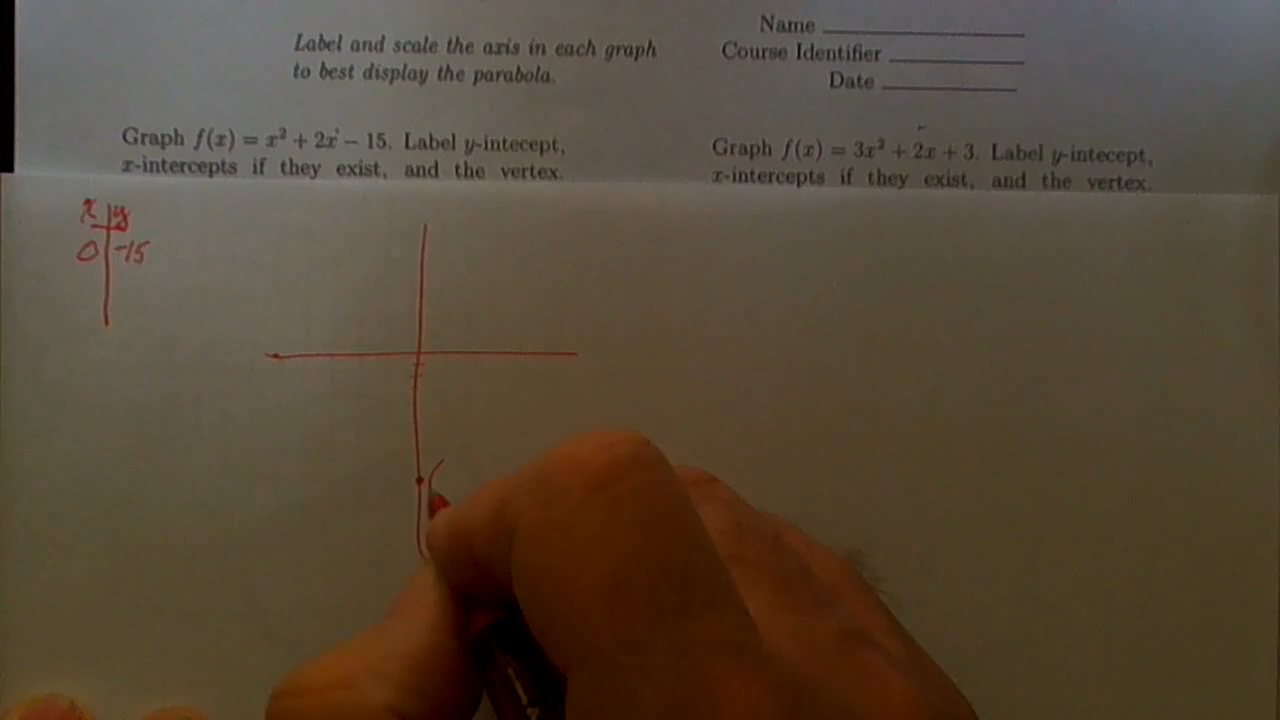 Label and scale the axis in each graph
to best display the parabola.
Name
Course Identifier
Date
Graph f(x) = x² + 2x − 15. Label y-intecept,
x-intercepts if they exist, and the vertex.
Graph f(x) = 3x² + 2x + 3. Label y-intecept,
x-intercepts if they exist, and the vertex.
x y
0 -15
(